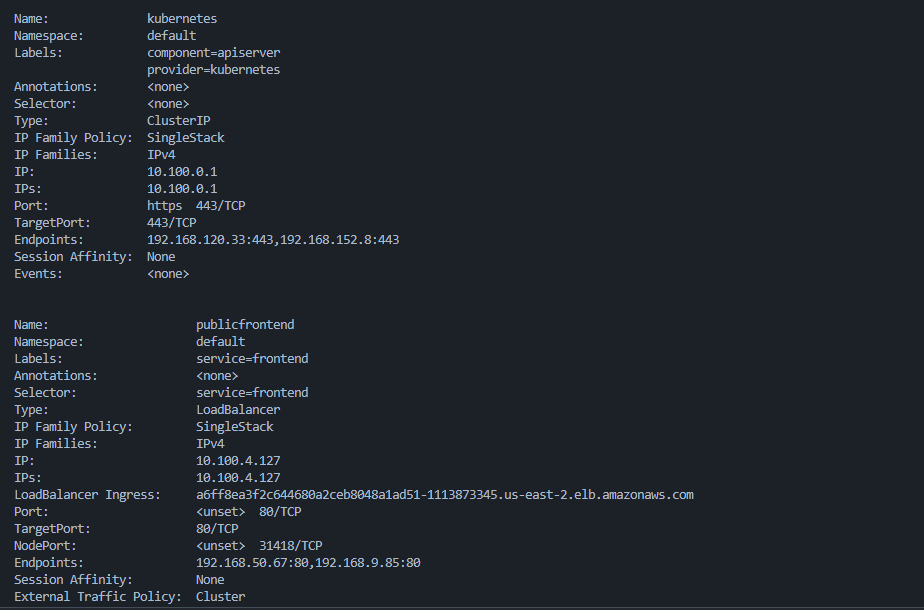 Name:              kubernetes
Namespace:         default
Labels:            component=apiserver
                   provider=kubernetes
Annotations:       <none>
Selector:          <none>
Type:              ClusterIP
IP Family Policy:  SingleStack
IP Families:       IPv4
IP:                10.100.0.1
IPs:               10.100.0.1
Port:              https  443/TCP
TargetPort:        443/TCP
Endpoints:         192.168.120.33:443,192.168.152.8:443
Session Affinity:  None
Events:            <none>

Name:                     publicfrontend
Namespace:                default
Labels:                   service=frontend
Annotations:              <none>
Selector:                 service=frontend
Type:                     LoadBalancer
IP Family Policy:         SingleStack
IP Families:              IPv4
IP:                       10.100.4.127
IPs:                      10.100.4.127
LoadBalancer Ingress:     a6ff8ea3f2c644680a2ceb8048a1ad51-1113873345.us-east-2.elb.amazonaws.com
Port:                     <unset>  80/TCP
TargetPort:               80/TCP
NodePort:                 <unset>  31418/TCP
Endpoints:                192.168.50.67:80,192.168.9.85:80
Session Affinity:         None
External Traffic Policy:  Cluster